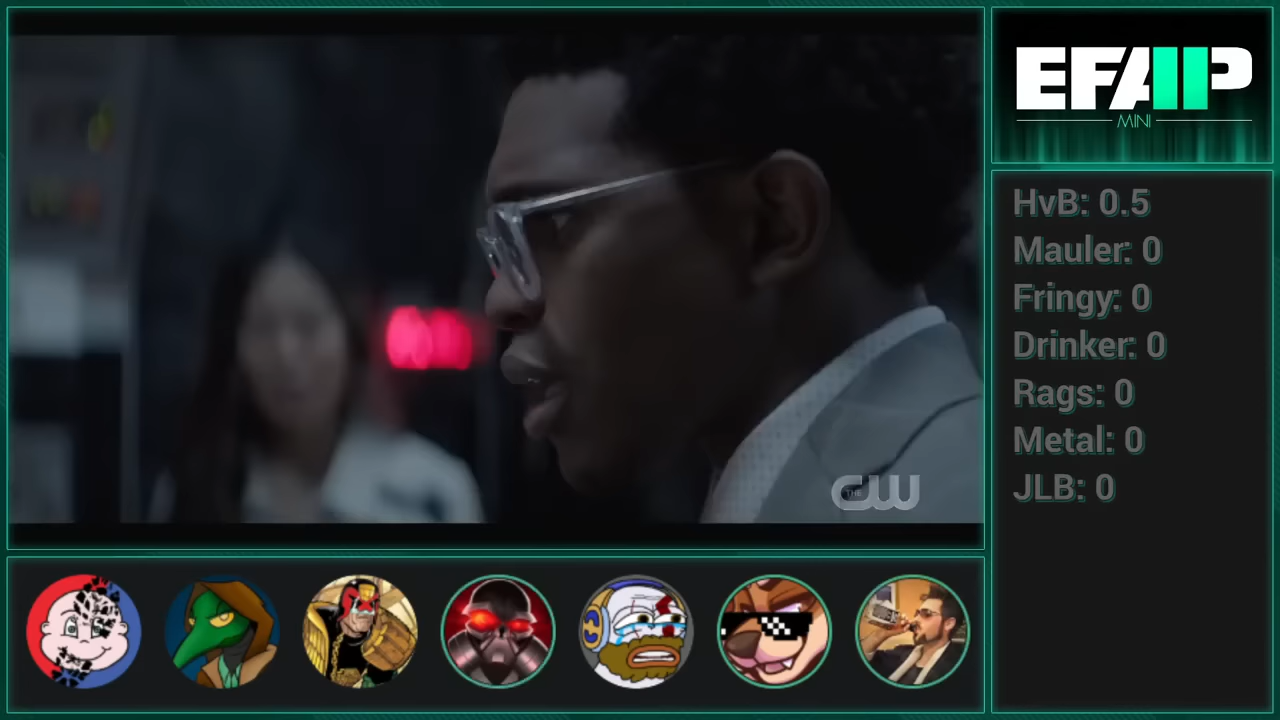 EFAP
MINI
HvB: 0.5
Mauler: 0
Fringy: 0
Drinker: 0
Rags: 0
Metal: 0
JLB: 0
THE CW